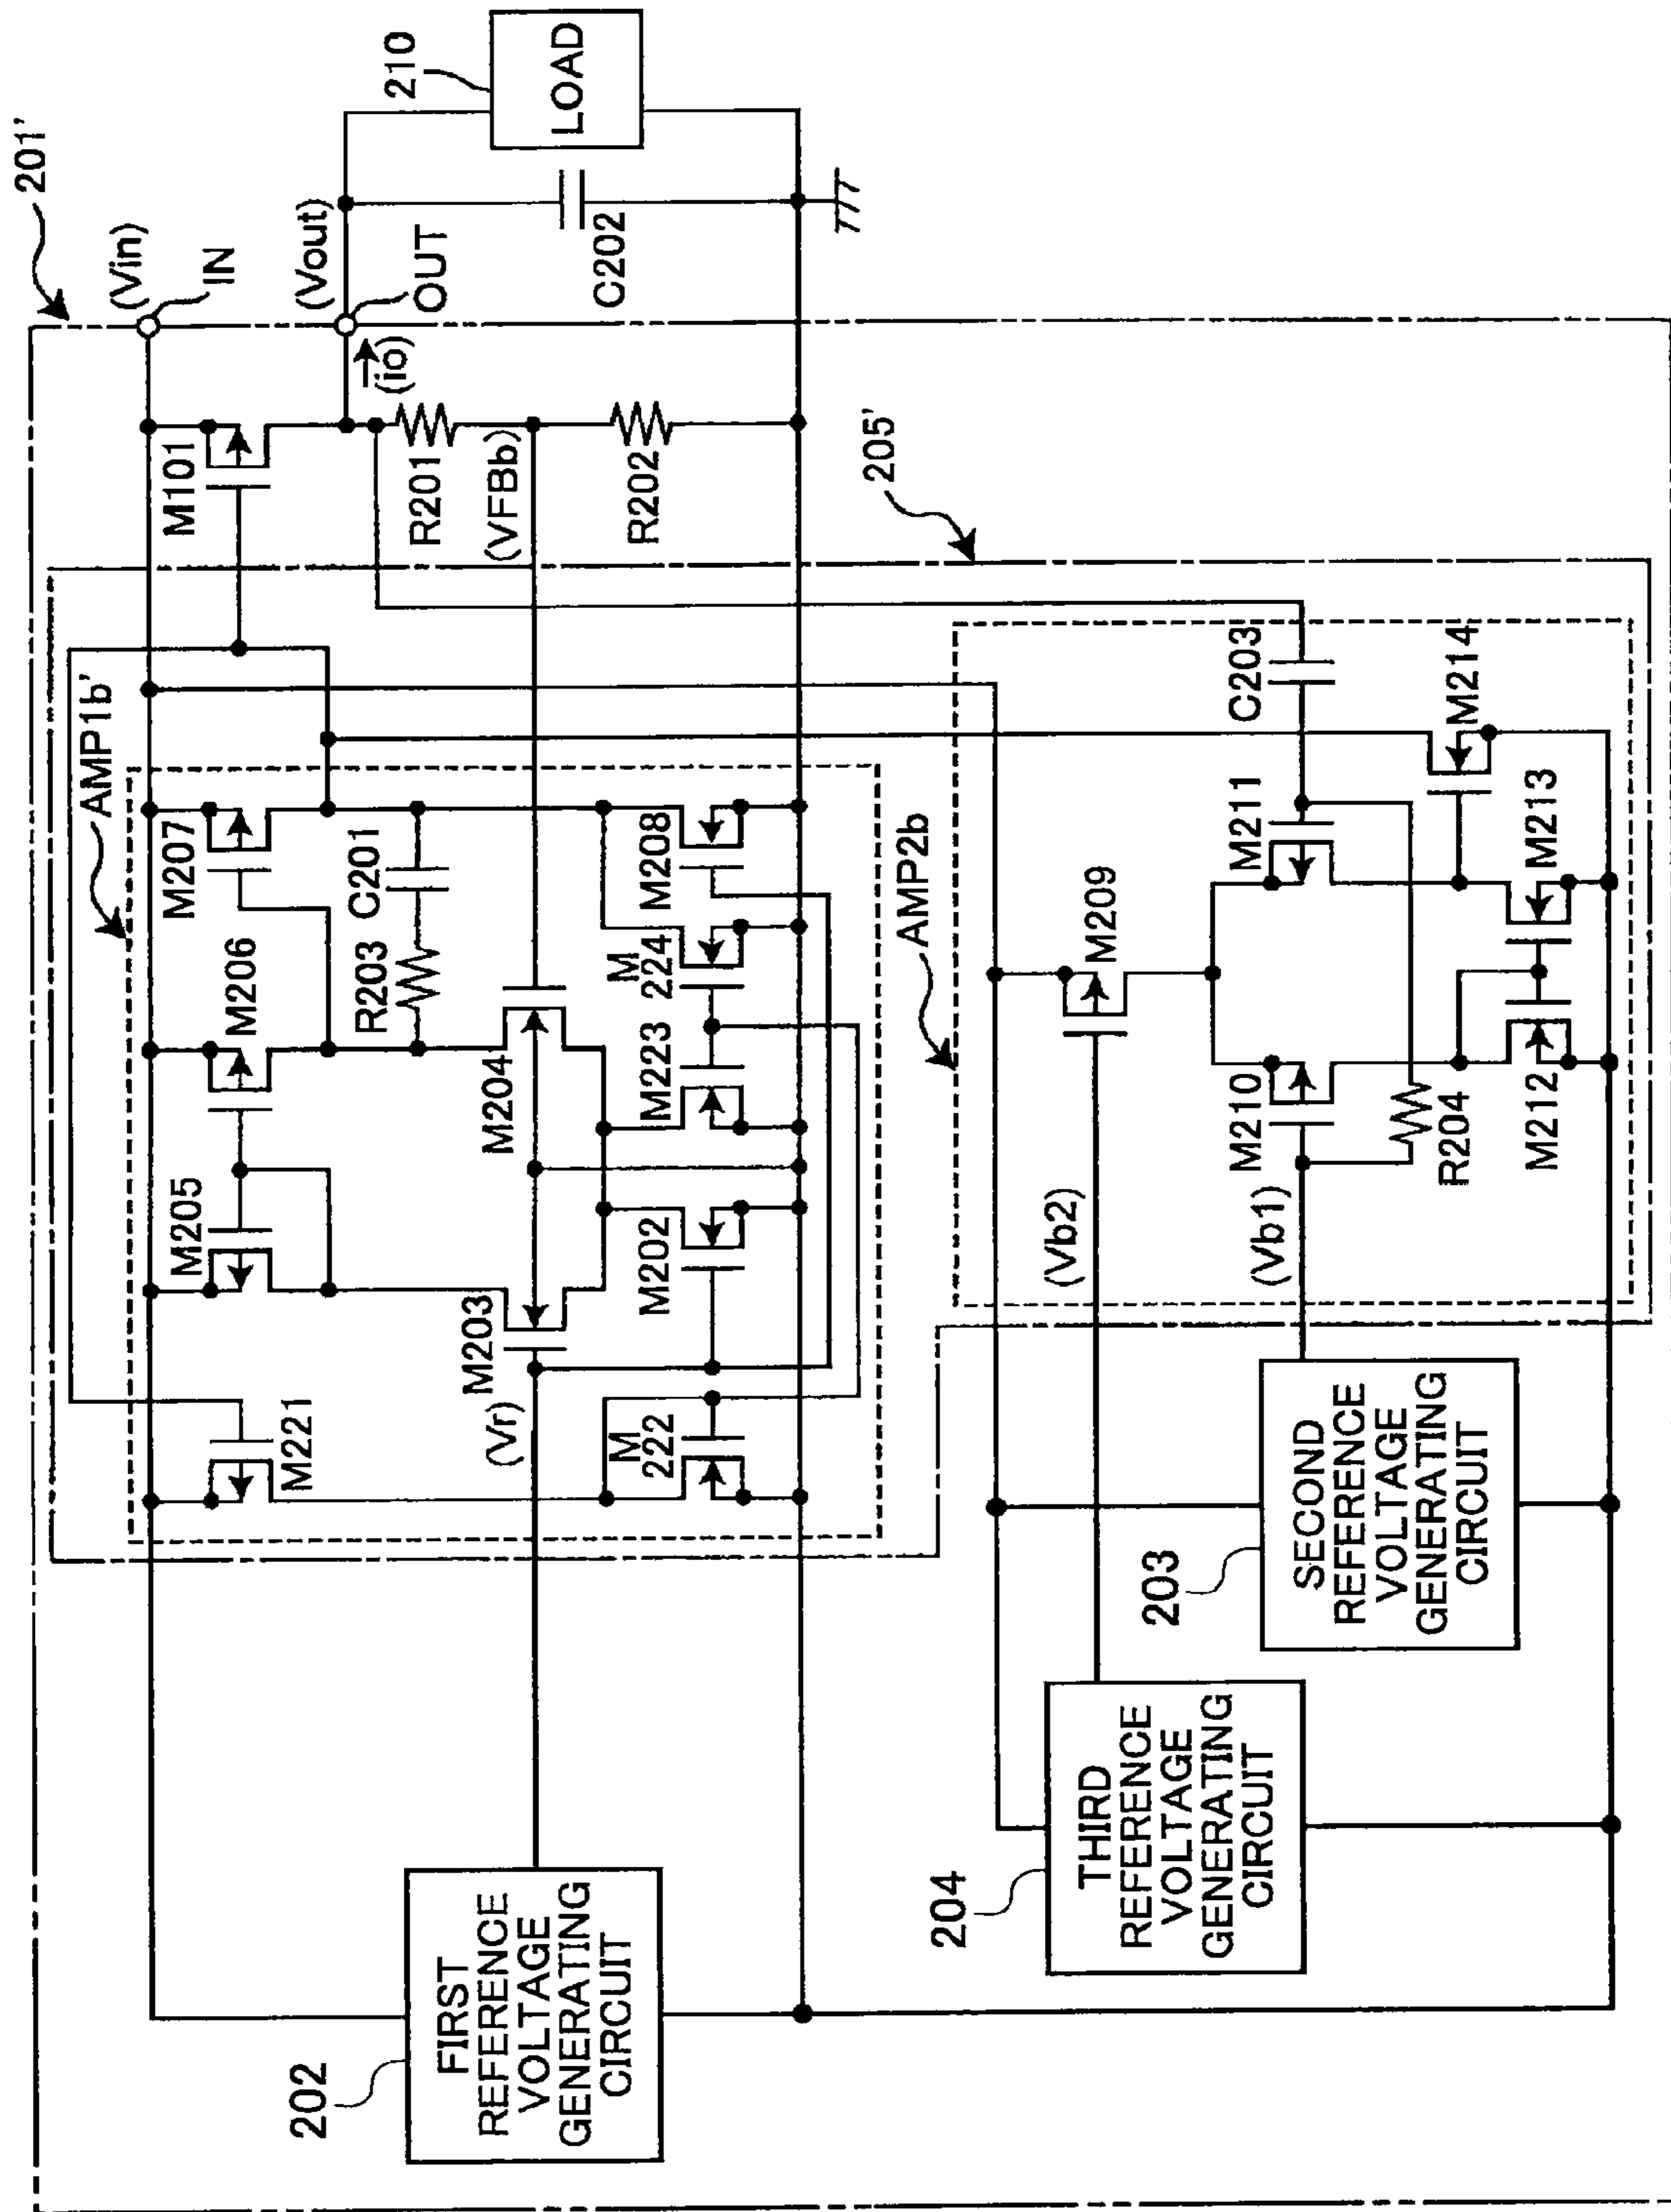 201'
(Vin)
IN
(Vout)
OUT
(io)
210
LOAD
C202
M101
R201
(VFBb)
R202
205'
AMP1b'
M207
M206
M205
M221
C201
R203
M204
M203
(Vr)
M208
M
224
M223
M202
M
222
AMP2b
C203
M214
M211
M213
M209
M210
R204
M212
(Vb2)
(Vb1)
202
FIRST
REFERENCE
VOLTAGE
GENERATING
CIRCUIT
203
SECOND
REFERENCE
VOLTAGE
GENERATING
CIRCUIT
204
THIRD
REFERENCE
VOLTAGE
GENERATING
CIRCUIT